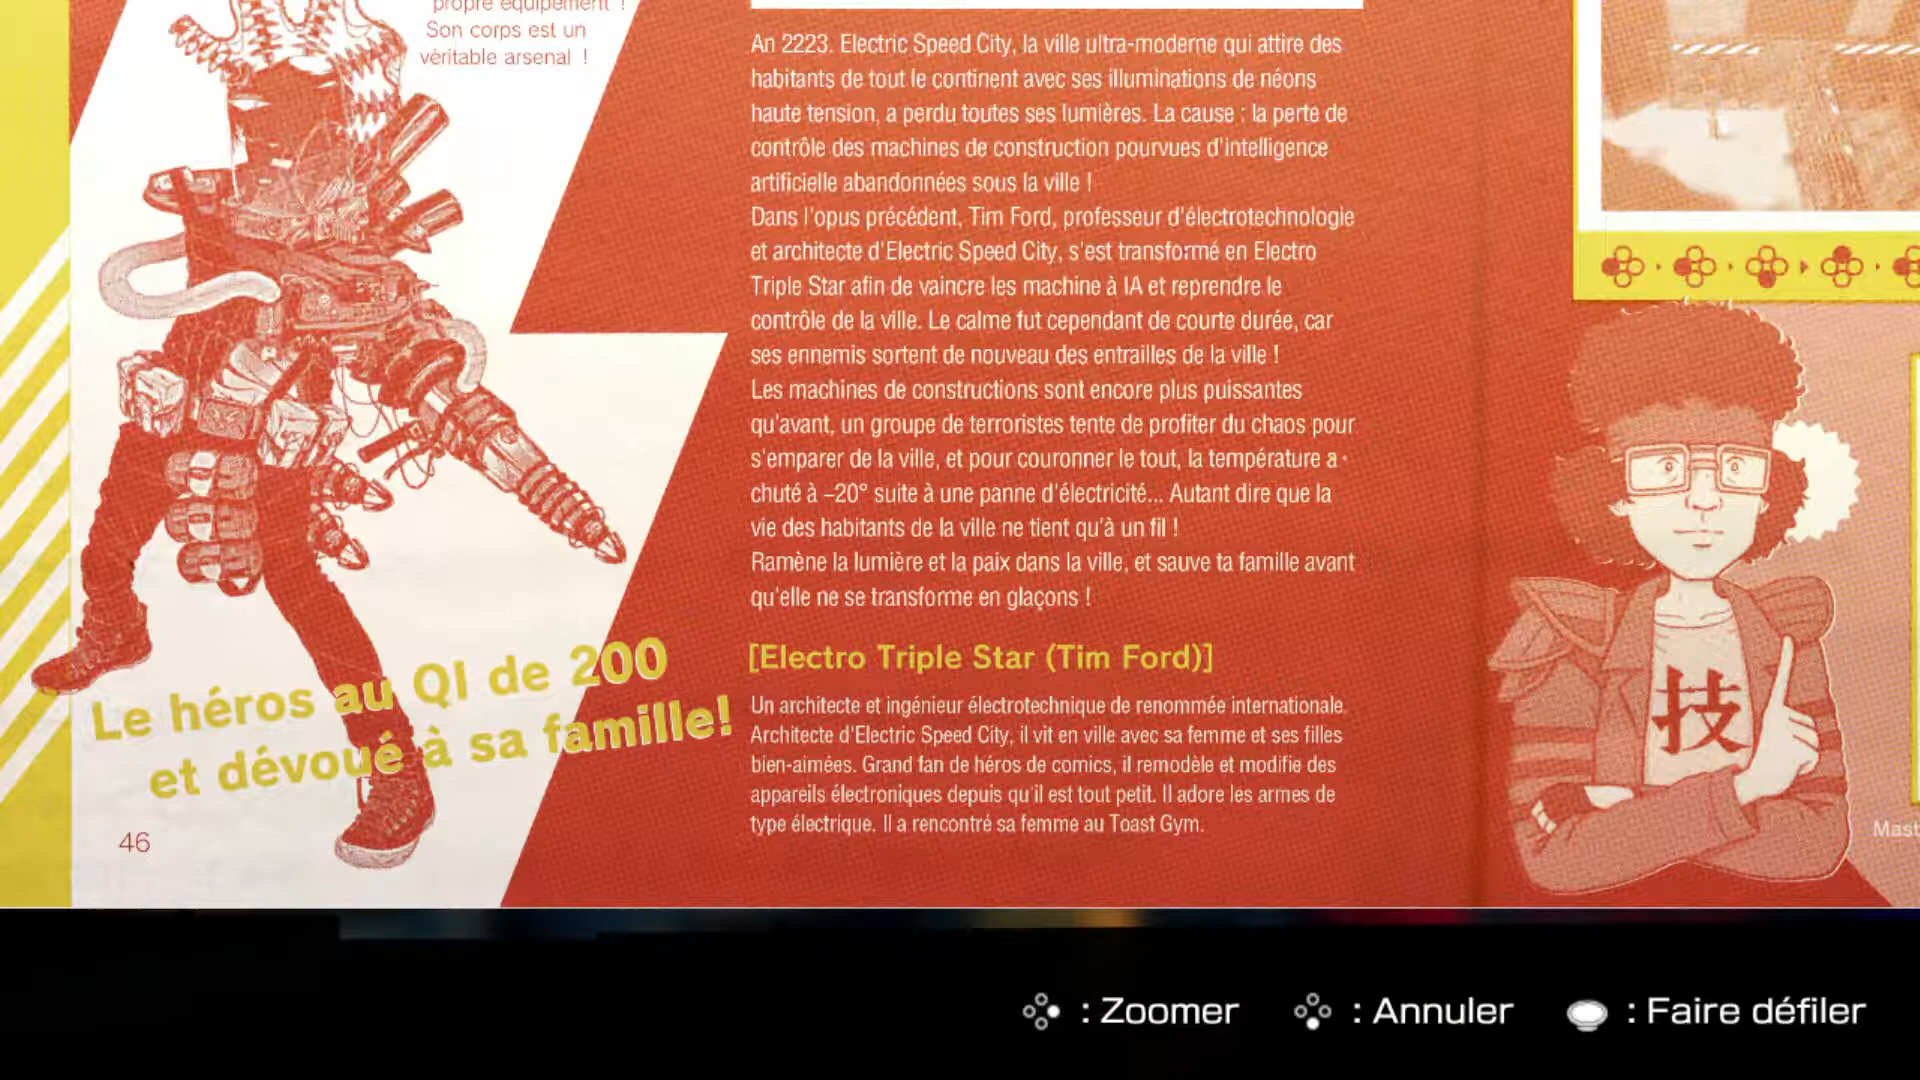 propre équipement !
Son corps est un
véritable arsenal !
An 2223. Electric Speed City, la ville ultra-moderne qui attire des
habitants de tout le continent avec ses illuminations de néons
haute tension, a perdu toutes ses lumières. La cause : la perte de
contrôle des machines de construction pourvues d'intelligence
artificielle abandonnées sous la ville !
Dans l'opus précédent, Tim Ford, professeur d'électrotechnologie
et architecte d'Electric Speed City, s'est transformé en Electro
Triple Star afin de vaincre les machine à IA et reprendre le
contrôle de la ville. Le calme fut cependant de courte durée, car
ses ennemis sortent de nouveau des entrailles de la ville !
Les machines de constructions sont encore plus puissantes
qu'avant, un groupe de terroristes tente de profiter du chaos pour
s'emparer de la ville, et pour couronner le tout, la température a
chuté à –20° suite à une panne d'électricité... Autant dire que la
vie des habitants de la ville ne tient qu'à un fil !
Ramène la lumière et la paix dans la ville, et sauve ta famille avant
qu'elle ne se transforme en glaçons !
[Electro Triple Star (Tim Ford)]
Un architecte et ingénieur électrotechnique de renommée internationale.
Architecte d'Electric Speed City, il vit en ville avec sa femme et ses filles
bien-aimées. Grand fan de héros de comics, il remodèle et modifie des
appareils électroniques depuis qu'il est tout petit. Il adore les armes de
type électrique. Il a rencontré sa femme au Toast Gym.
Le héros au QI de 200
et dévoué à sa famille!
46
技
Mast
: Zoomer
: Annuler
: Faire défiler